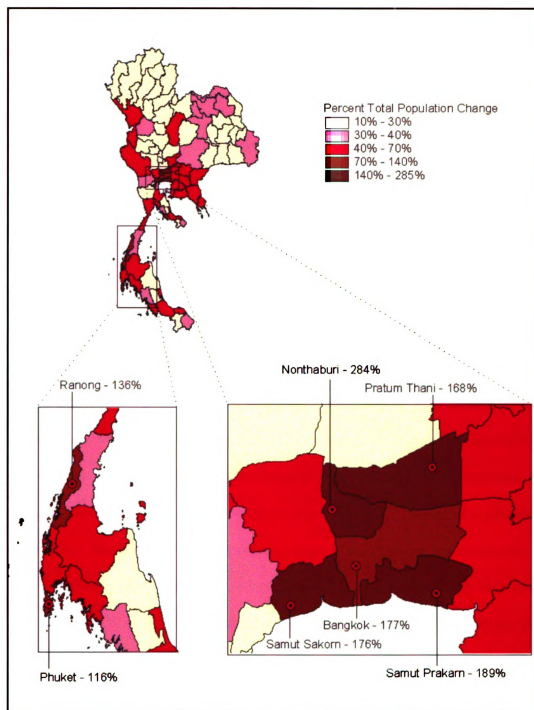 Percent Total Population Change
10% - 30%
30% - 40%
40% - 70%
70% - 140%
140% - 285%
Nonthaburi - 284%
Ranong - 136%
Pratum Thani - 168%
Bangkok - 177%
Samut Sakorn - 176%
Phuket - 116%
Samut Prakarn - 189%